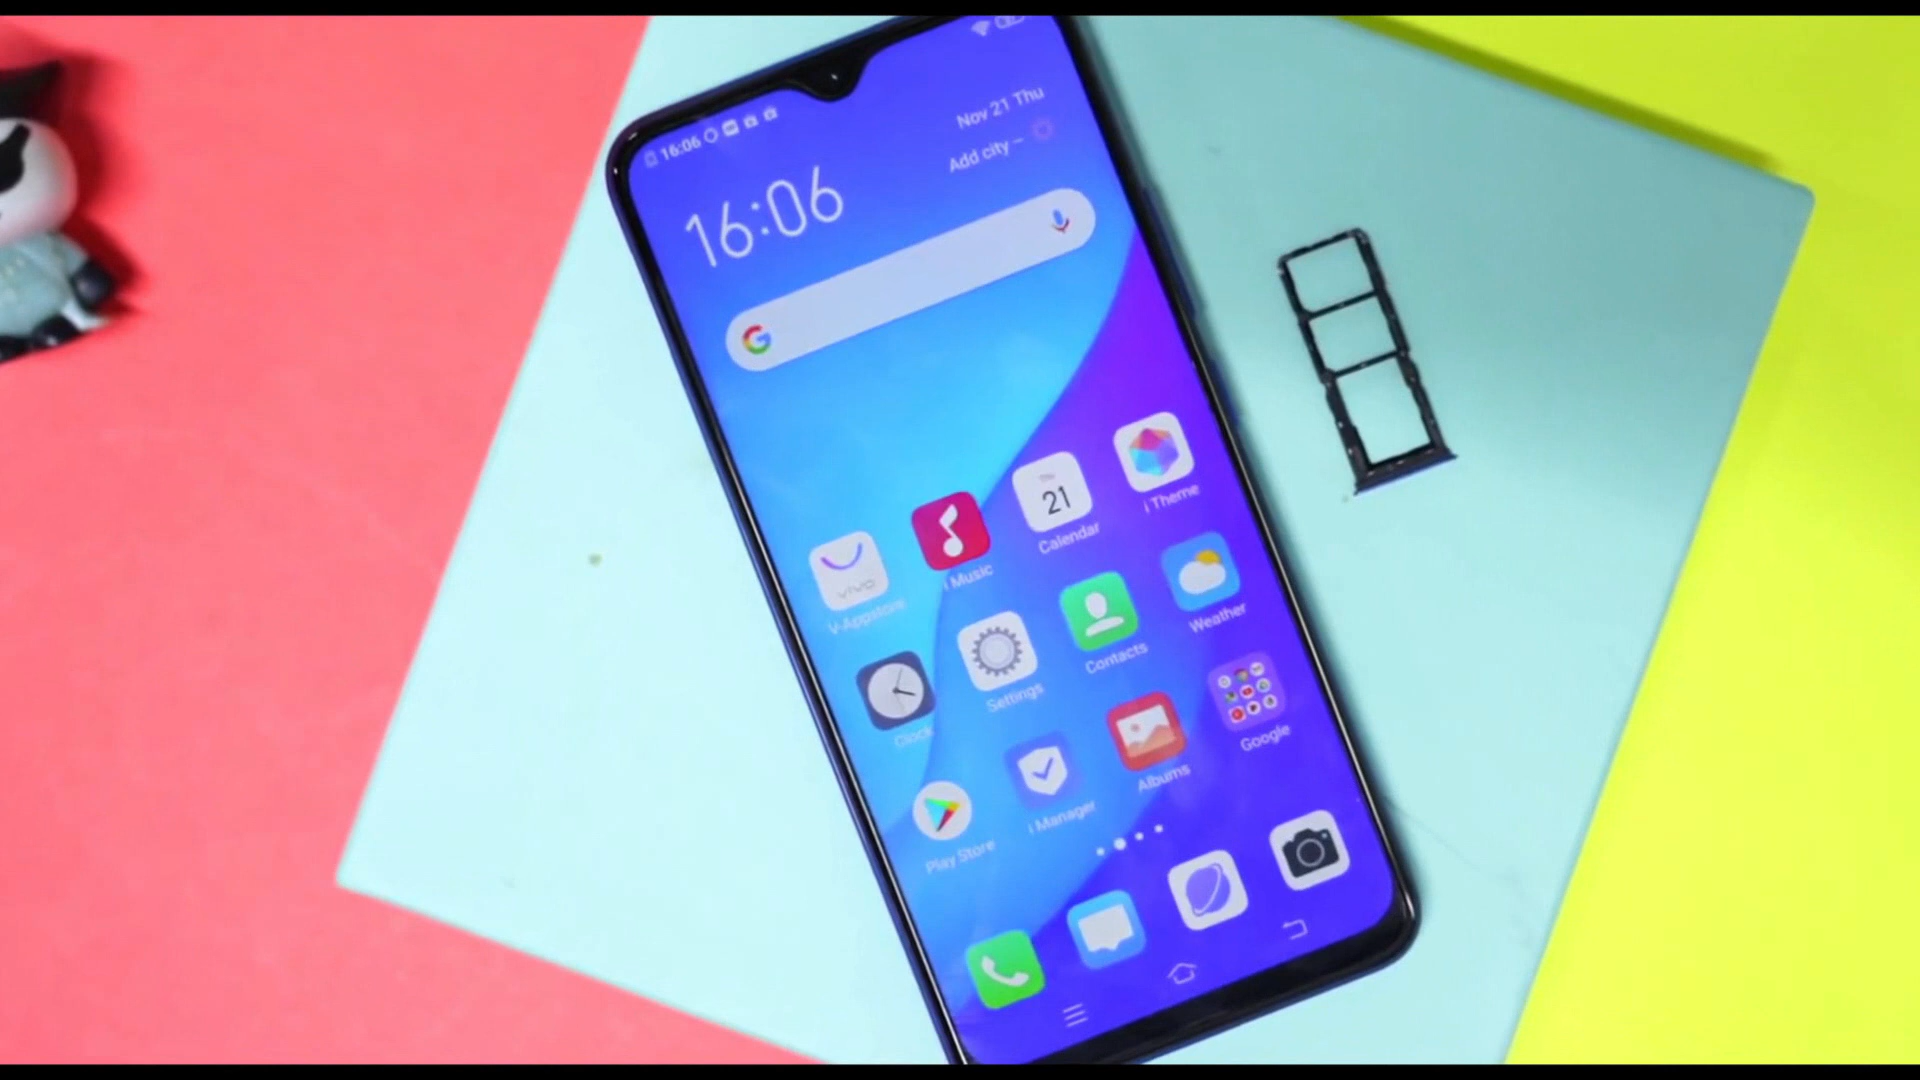 16:06
Nov 21 Thu
Add city –
16:06
THU
21
vivo
V-Appstore
i Music
Calendar
i Theme
Clock
Settings
Contacts
Weather
Play Store
i Manager
Albums
Google